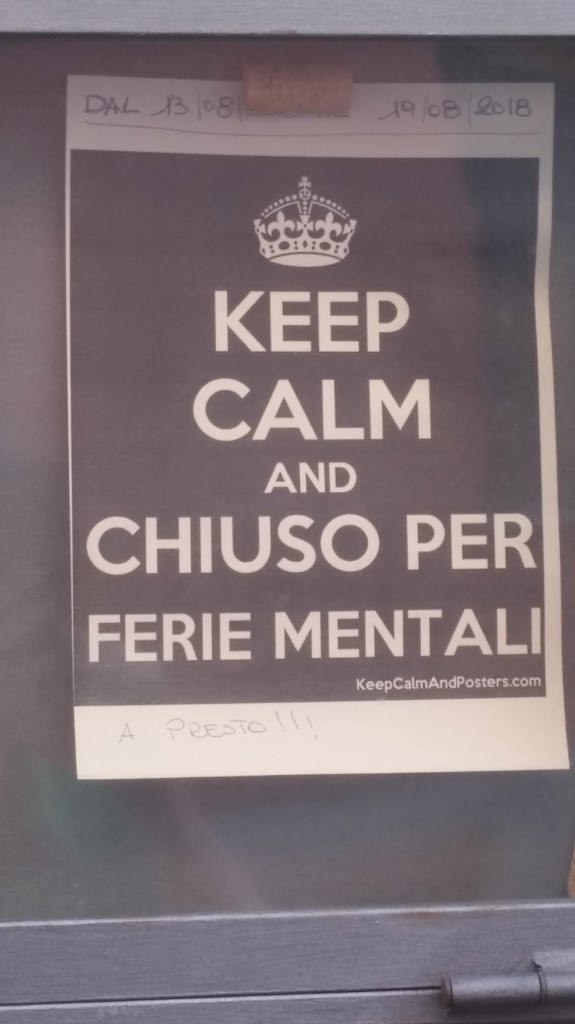 DAL 13/08/ 19/08/2018
KEEP
CALM
AND
CHIUSO PER
FERIE MENTALI
KeepCalmAndPosters.com
A PRESTO!!!